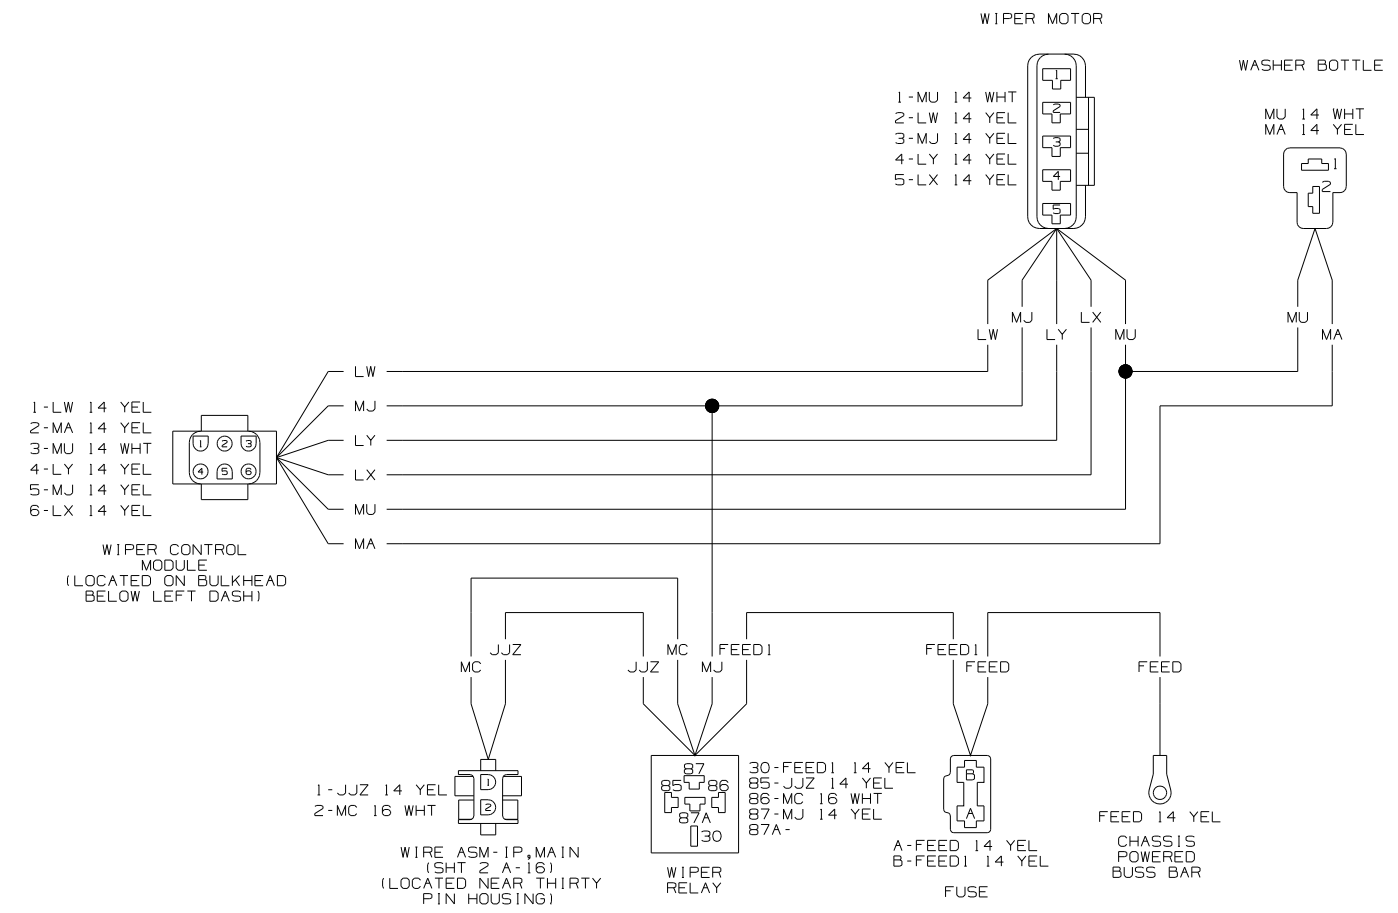 WIPER MOTOR
WASHER BOTTLE
1-MU 14 WHT
2-LW 14 YEL
3-MJ 14 YEL
4-LY 14 YEL
5-LX 14 YEL
1
2
3
4
5
MU 14 WHT
MA 14 YEL
1
2
LW
MJ
LY
LX
MU
MU
MA
LW
MJ
LY
LX
MU
MA
1-LW 14 YEL
2-MA 14 YEL
3-MU 14 WHT
4-LY 14 YEL
5-MJ 14 YEL
6-LX 14 YEL
1 2 3
4 5 6
WIPER CONTROL
MODULE
(LOCATED ON BULKHEAD
BELOW LEFT DASH)
MC
JJZ
JJZ
MC
MJ
FEED1
FEED1
FEED
FEED
1-JJZ 14 YEL
2-MC 16 WHT
1
2
WIRE ASM-IP,MAIN
(SHT 2 A-16)
(LOCATED NEAR THIRTY
PIN HOUSING)
87
85 86
87A
30
30-FEED1 14 YEL
85-JJZ 14 YEL
86-MC 16 WHT
87-MJ 14 YEL
87A-
WIPER
RELAY
B
A
A-FEED 14 YEL
B-FEED1 14 YEL
FUSE
FEED 14 YEL
CHASSIS
POWERED
BUSS BAR